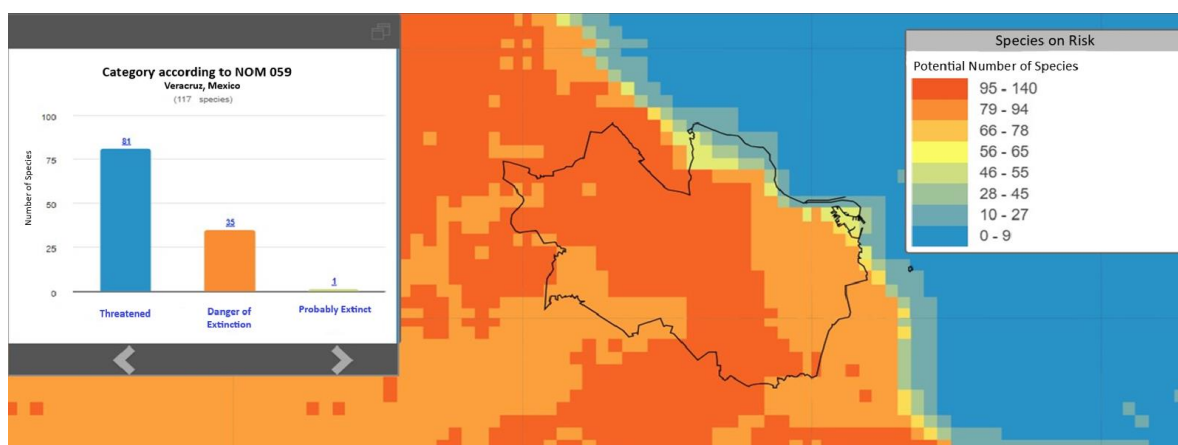 Category according to NOM 059
Veracruz, Mexico
(117 species)
Number of Species
100
75
50
25
0
81
35
1
Threatened
Danger of
Extinction
Probably Extinct
Species on Risk
Potential Number of Species
95 - 140
79 - 94
66 - 78
56 - 65
46 - 55
28 - 45
10 - 27
0 - 9